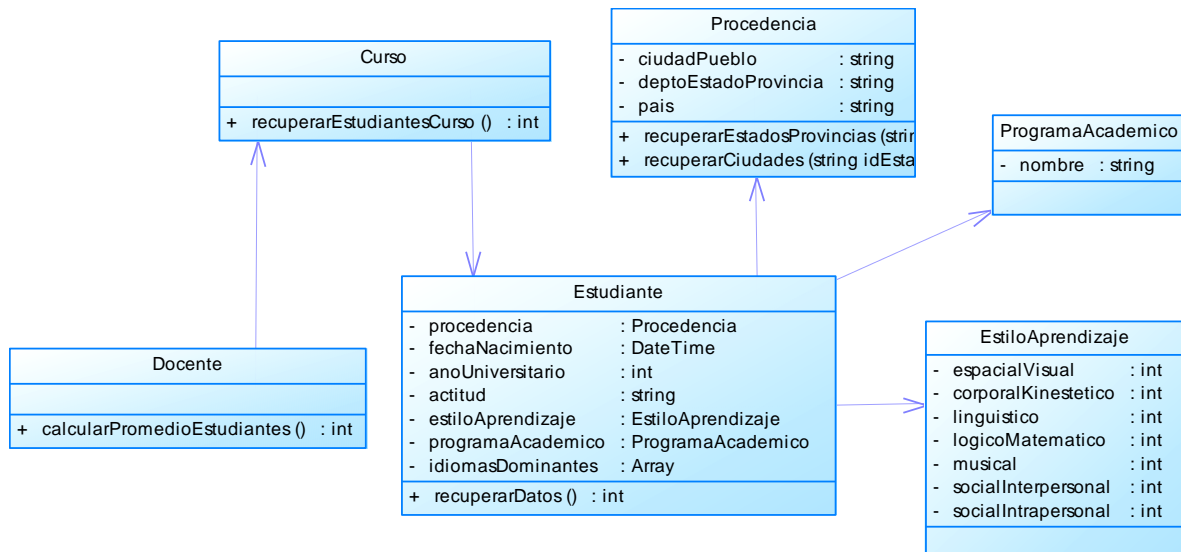 Curso
+ recuperarEstudiantesCurso () : int
Procedencia
- ciudadPueblo : string
- deptoEstadoProvincia : string
- pais : string
+ recuperarEstadosProvincias (strin
+ recuperarCiudades (string idEsta
ProgramaAcademico
- nombre : string
Docente
+ calcularPromedioEstudiantes () : int
Estudiante
- procedencia : Procedencia
- fechaNacimiento : DateTime
- anoUniversitario : int
- actitud : string
- estiloAprendizaje : EstiloAprendizaje
- programaAcademico : ProgramaAcademico
- idiomasDominantes : Array
+ recuperarDatos () : int
EstiloAprendizaje
- espacialVisual : int
- corporalKinestetico : int
- linguistico : int
- logicoMatematico : int
- musical : int
- socialInterpersonal : int
- socialIntrapersonal : int